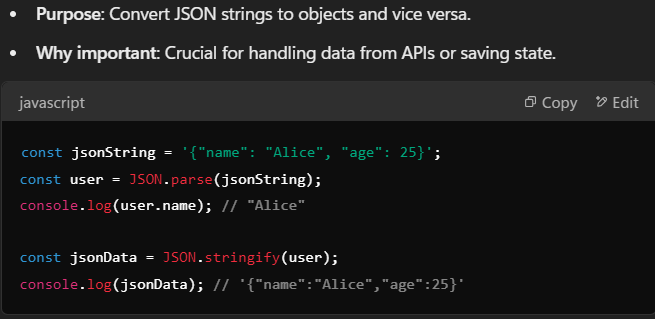 • Purpose: Convert JSON strings to objects and vice versa.
• Why important: Crucial for handling data from APIs or saving state.
javascript Copy Edit
const jsonString = '{"name": "Alice", "age": 25}';
const user = JSON.parse(jsonString);
console.log(user.name); // "Alice"
const jsonData = JSON.stringify(user);
console.log(jsonData); // '{"name":"Alice","age":25}'